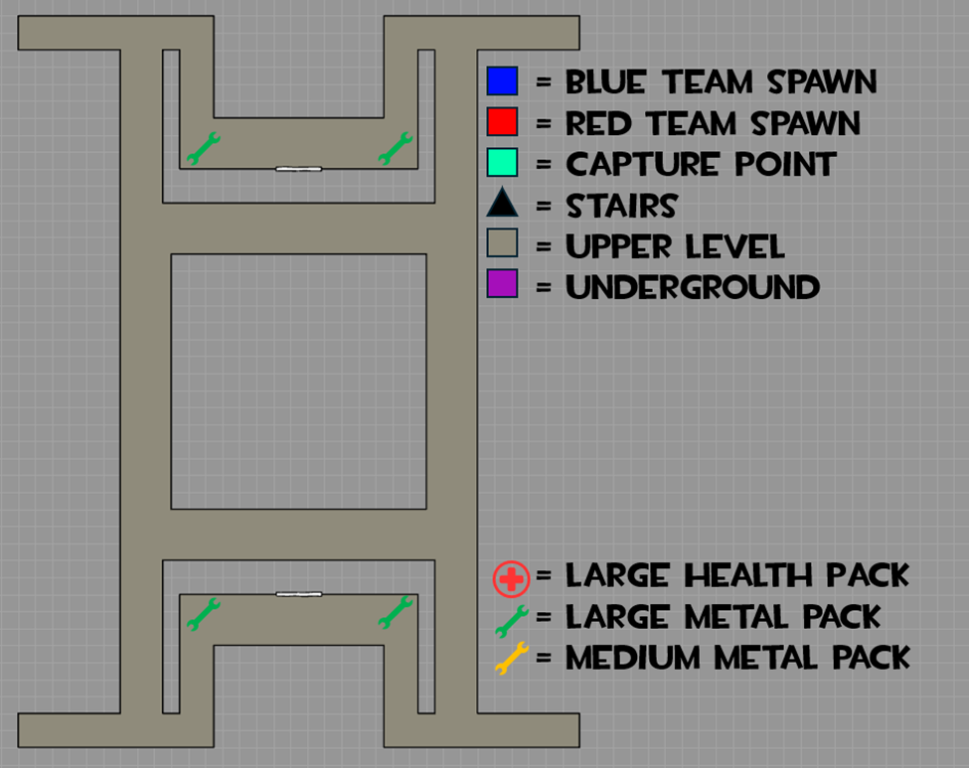 = BLUE TEAM SPAWN
= RED TEAM SPAWN
= CAPTURE POINT
= STAIRS
= UPPER LEVEL
= UNDERGROUND
= LARGE HEALTH PACK
= LARGE METAL PACK
= MEDIUM METAL PACK